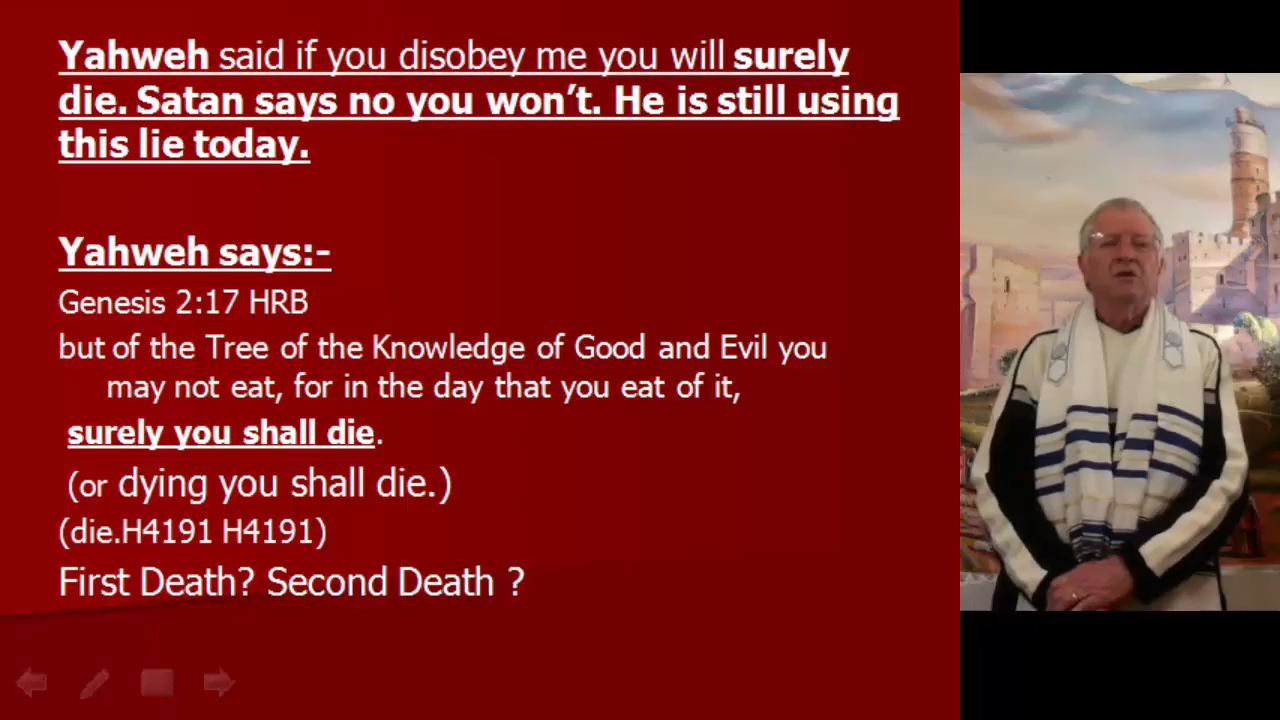 Yahweh said if you disobey me you will surely
die. Satan says no you won’t. He is still using
this lie today.
Yahweh says:-
Genesis 2:17 HRB
but of the Tree of the Knowledge of Good and Evil you
may not eat, for in the day that you eat of it,
surely you shall die.
(or dying you shall die.)
(die.H4191 H4191)
First Death? Second Death ?